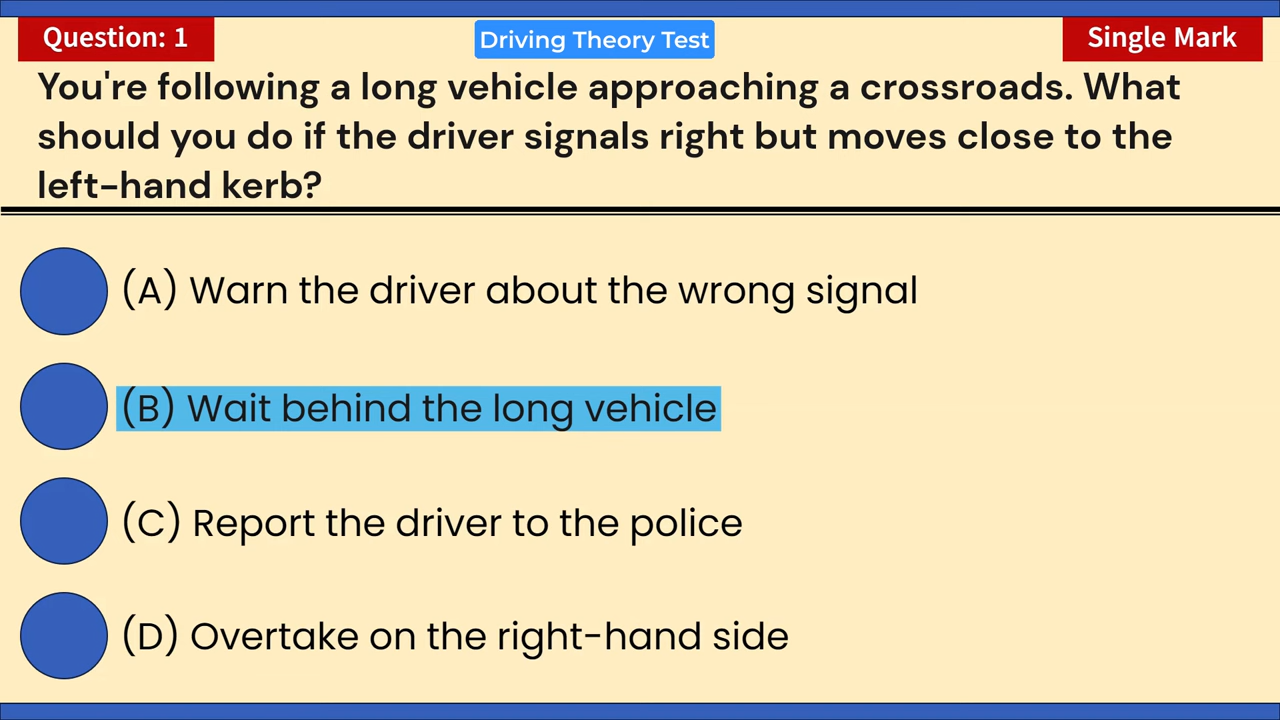 Question: 1
Driving Theory Test
Single Mark
You're following a long vehicle approaching a crossroads. What
should you do if the driver signals right but moves close to the
left-hand kerb?
(A) Warn the driver about the wrong signal
(B) Wait behind the long vehicle
(C) Report the driver to the police
(D) Overtake on the right-hand side